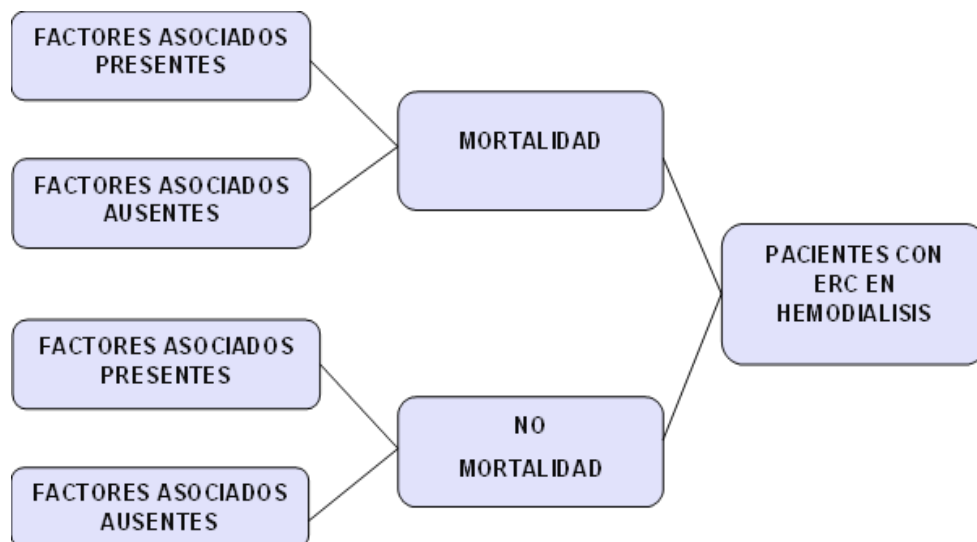 FACTORES ASOCIADOS
PRESENTES
FACTORES ASOCIADOS
AUSENTES
MORTALIDAD
FACTORES ASOCIADOS
PRESENTES
FACTORES ASOCIADOS
AUSENTES
NO
MORTALIDAD
PACIENTES CON
ERC EN
HEMODIALISIS